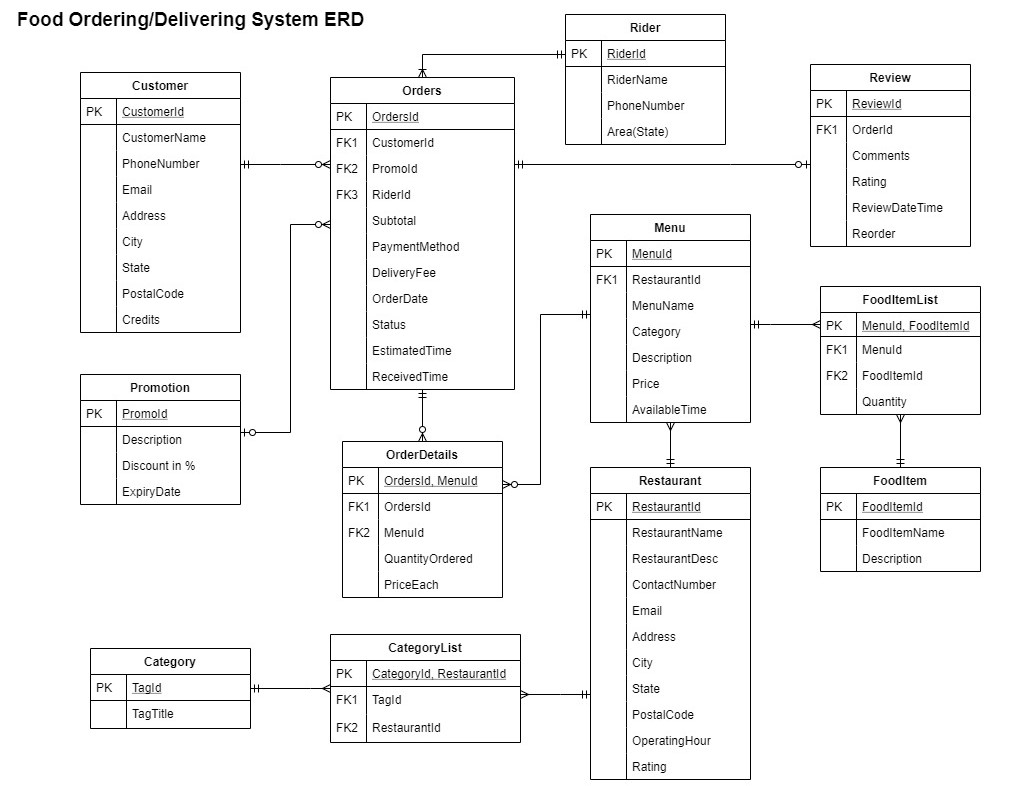 Food Ordering/Delivering System ERD
Rider
PK RiderId
RiderName
PhoneNumber
Area(State)
Customer
PK CustomerId
CustomerName
PhoneNumber
Email
Address
City
State
PostalCode
Credits
Orders
PK OrdersId
FK1 CustomerId
FK2 PromoId
FK3 RiderId
Subtotal
PaymentMethod
DeliveryFee
OrderDate
Status
EstimatedTime
ReceivedTime
Review
PK ReviewId
FK1 OrderId
Comments
Rating
ReviewDateTime
Reorder
Menu
PK MenuId
FK1 RestaurantId
MenuName
Category
Description
Price
AvailableTime
FoodItemList
PK MenuId, FoodItemId
FK1 MenuId
FK2 FoodItemId
Quantity
Promotion
PK PromoId
Description
Discount in %
ExpiryDate
OrderDetails
PK OrdersId, MenuId
FK1 OrdersId
FK2 MenuId
QuantityOrdered
PriceEach
Restaurant
PK RestaurantId
RestaurantName
RestaurantDesc
ContactNumber
Email
Address
City
State
PostalCode
OperatingHour
Rating
FoodItem
PK FoodItemId
FoodItemName
Description
Category
PK TagId
TagTitle
CategoryList
PK CategoryId, RestaurantId
FK1 TagId
FK2 RestaurantId